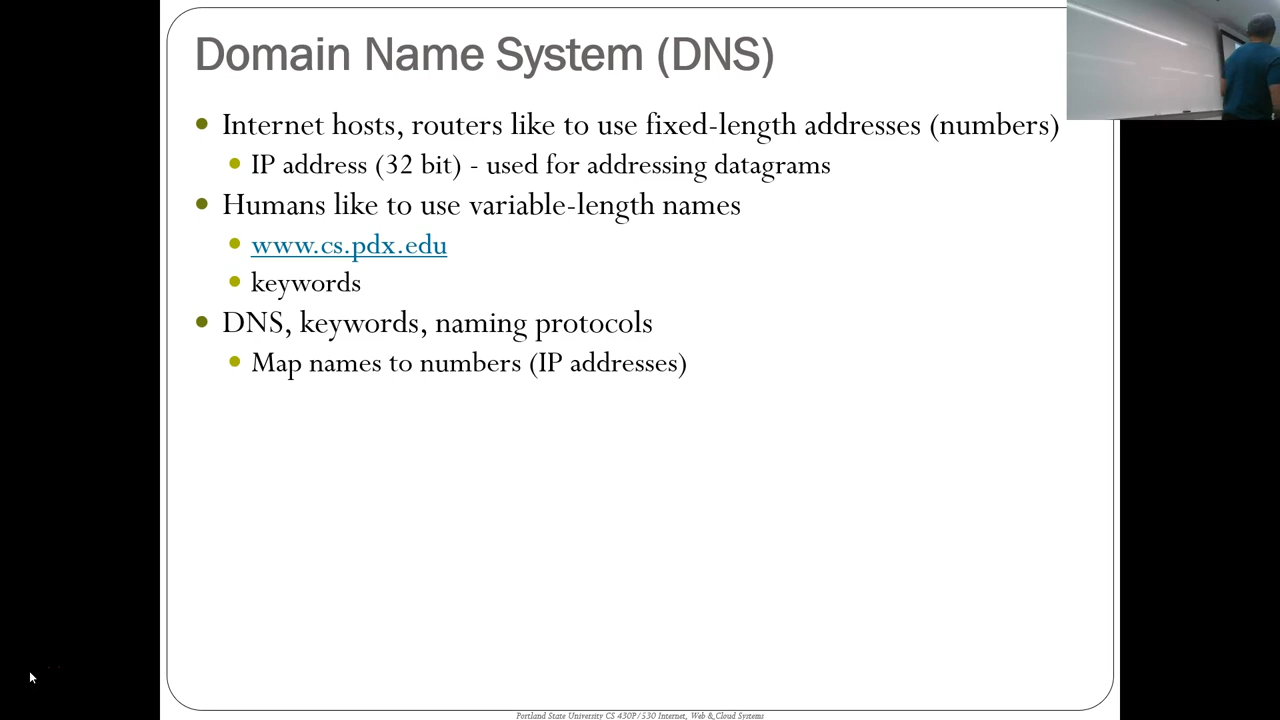 Domain Name System (DNS)
Internet hosts, routers like to use fixed-length addresses (numbers)
IP address (32 bit) - used for addressing datagrams
Humans like to use variable-length names
www.cs.pdx.edu
keywords
DNS, keywords, naming protocols
Map names to numbers (IP addresses)
Portland State University CS 430P/530 Internet, Web & Cloud Systems